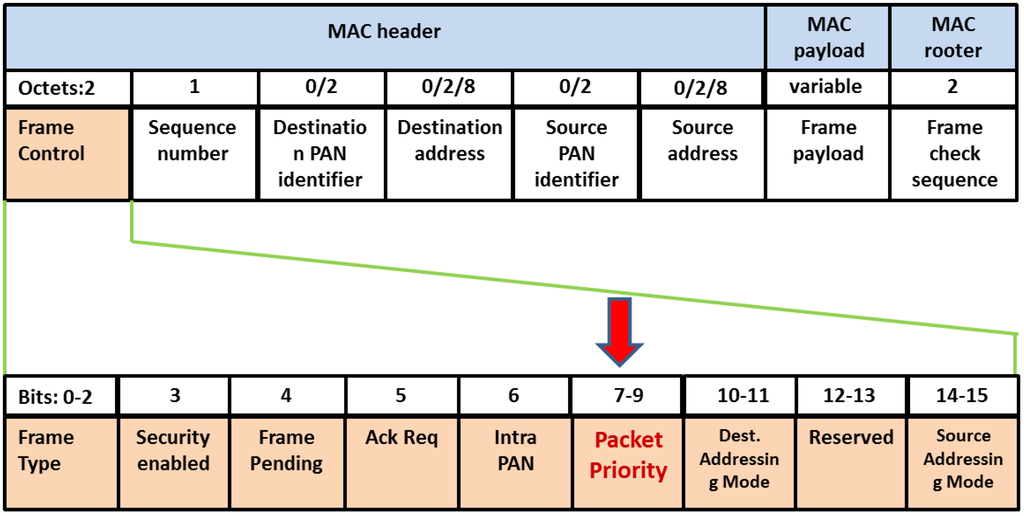 MAC header
MAC
payload
MAC
rooter
Octets:2
1
0/2
0/2/8
0/2
0/2/8
variable
2
Frame
Control
Sequence
number
Destinatio
n PAN
identifier
Destination
address
Source
PAN
identifier
Source
address
Frame
payload
Frame
check
sequence
Bits: 0-2
3
4
5
6
7-9
10-11
12-13
14-15
Frame
Type
Security
enabled
Frame
Pending
Ack Req
Intra
PAN
Packet
Priority
Dest.
Addressin
g Mode
Reserved
Source
Addressin
g Mode